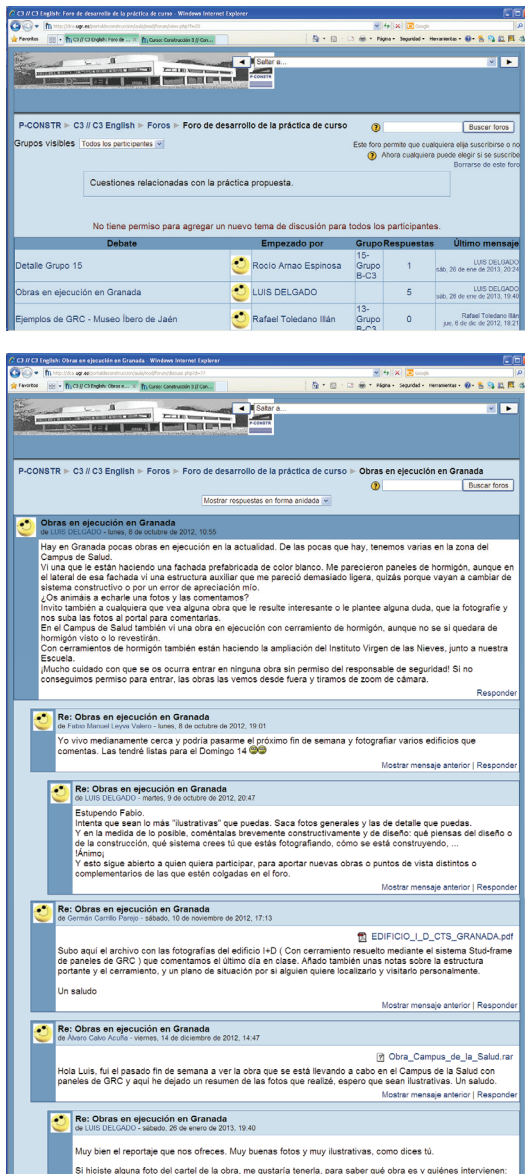 C3 // C3 English: Foro de desarrollo de la práctica de curso - Windows Internet Explorer
Google
Favoritos
C3 // C3 English: Foro de ...
Curso: Construcción 3 // Con...
Página
Seguridad
Herramientas
Saltar a...
P-CONSTR
P-CONSTR ► C3 // C3 English ► Foros ► Foro de desarrollo de la práctica de curso
Buscar foros
Grupos visibles Todos los participantes
Este foro permite que cualquiera elija suscribirse o no
Ahora cualquiera puede elegir si se suscribe
Borrarse de este foro
Cuestiones relacionadas con la práctica propuesta.
No tiene permiso para agregar un nuevo tema de discusión para todos los participantes.
Debate Empezado por Grupo Respuestas Último mensaje
Detalle Grupo 15 Rocío Arnao Espinosa 15-Grupo B-C3 1 LUIS DELGADO
sáb, 26 de ene de 2013, 20:24
Obras en ejecución en Granada LUIS DELGADO 5 LUIS DELGADO
sáb, 26 de ene de 2013, 19:40
Ejemplos de GRC - Museo Íbero de Jaén Rafael Toledano Illán 13-Grupo B-C3 0 Rafael Toledano Illán
jue, 6 de dic de 2012, 18:21
C3 // C3 English: Obras en ejecución en Granada - Windows Internet Explorer
Google
Favoritos
C3 // C3 English: Obras e...
Curso: Construcción 3 // Con...
Página
Seguridad
Herramientas
Saltar a...
P-CONSTR
P-CONSTR ► C3 // C3 English ► Foros ► Foro de desarrollo de la práctica de curso ► Obras en ejecución en Granada
Buscar foros
Mostrar respuestas en forma anidada
Obras en ejecución en Granada
de LUIS DELGADO - lunes, 8 de octubre de 2012, 10:55
Hay en Granada pocas obras en ejecución en la actualidad. De las pocas que hay, tenemos varias en la zona del
Campus de Salud.
Vi una que le están haciendo una fachada prefabricada de color blanco. Me parecieron paneles de hormigón, aunque en
el lateral de esa fachada vi una estructura auxiliar que me pareció demasiado ligera, quizás porque vayan a cambiar de
sistema constructivo o por un error de apreciación mío.
¿Os animáis a echarle una fotos y las comentamos?
Invito también a cualquiera que vea alguna obra que le resulte interesante o le plantee alguna duda, que la fotografíe y
nos suba las fotos al portal para comentarlas.
En el Campus de Salud también vi una obra en ejecución con cerramiento de hormigón, aunque no se si quedara de
hormigón visto o lo revestirán.
Con cerramientos de hormigón también están haciendo la ampliación del Instituto Virgen de las Nieves, junto a nuestra
Escuela.
¡Mucho cuidado con que se os ocurra entrar en ninguna obra sin permiso del responsable de seguridad! Si no
conseguimos permiso para entrar, las obras las vemos desde fuera y tiramos de zoom de cámara.
Responder
Re: Obras en ejecución en Granada
de Fabio Manuel Leyva Valero - lunes, 8 de octubre de 2012, 19:01
Yo vivo medianamente cerca y podría pasarme el próximo fin de semana y fotografiar varios edificios que
comentas. Las tendré listas para el Domingo 14
Mostrar mensaje anterior | Responder
Re: Obras en ejecución en Granada
de LUIS DELGADO - martes, 9 de octubre de 2012, 20:47
Estupendo Fabio.
Intenta que sean lo más "ilustrativas" que puedas. Saca fotos generales y las de detalle que puedas.
Y en la medida de lo posible, coméntalas brevemente constructivamente y de diseño: qué piensas del diseño o
de la construcción, qué sistema crees tú que estás fotografiando, cómo se está construyendo, ...
!Ánimo¡
Y esto sigue abierto a quien quiera participar, para aportar nuevas obras o puntos de vista distintos o
complementarios de las que estén colgadas en el foro.
Mostrar mensaje anterior | Responder
Re: Obras en ejecución en Granada
de Germán Carrillo Parejo - sábado, 10 de noviembre de 2012, 17:13
EDIFICIO_I_D_CTS_GRANADA.pdf
Subo aquí el archivo con las fotografías del edificio I+D ( Con cerramiento resuelto mediante el sistema Stud-frame
de paneles de GRC ) que comentamos el último día en clase. Añado también unas notas sobre la estructura
portante y el cerramiento, y un plano de situación por si alguien quiere localizarlo y visitarlo personalmente.
Un saludo
Mostrar mensaje anterior | Responder
Re: Obras en ejecución en Granada
de Álvaro Calvo Acuña - viernes, 14 de diciembre de 2012, 14:47
Obra_Campus_de_la_Salud.rar
Hola Luis, fui el pasado fin de semana a ver la obra que se está llevando a cabo en el Campus de la Salud con
paneles de GRC y aqui he dejado un resumen de las fotos que realizé, espero que sean ilustrativas. Un saludo.
Mostrar mensaje anterior | Responder
Re: Obras en ejecución en Granada
de LUIS DELGADO - sábado, 26 de enero de 2013, 19:40
Muy bien el reportaje que nos ofreces. Muy buenas fotos y muy ilustrativas, como dices tú.
Si hiciste alguna foto del cartel de la obra, me gustaría tenerla, para saber qué obra es y quiénes intervienen: